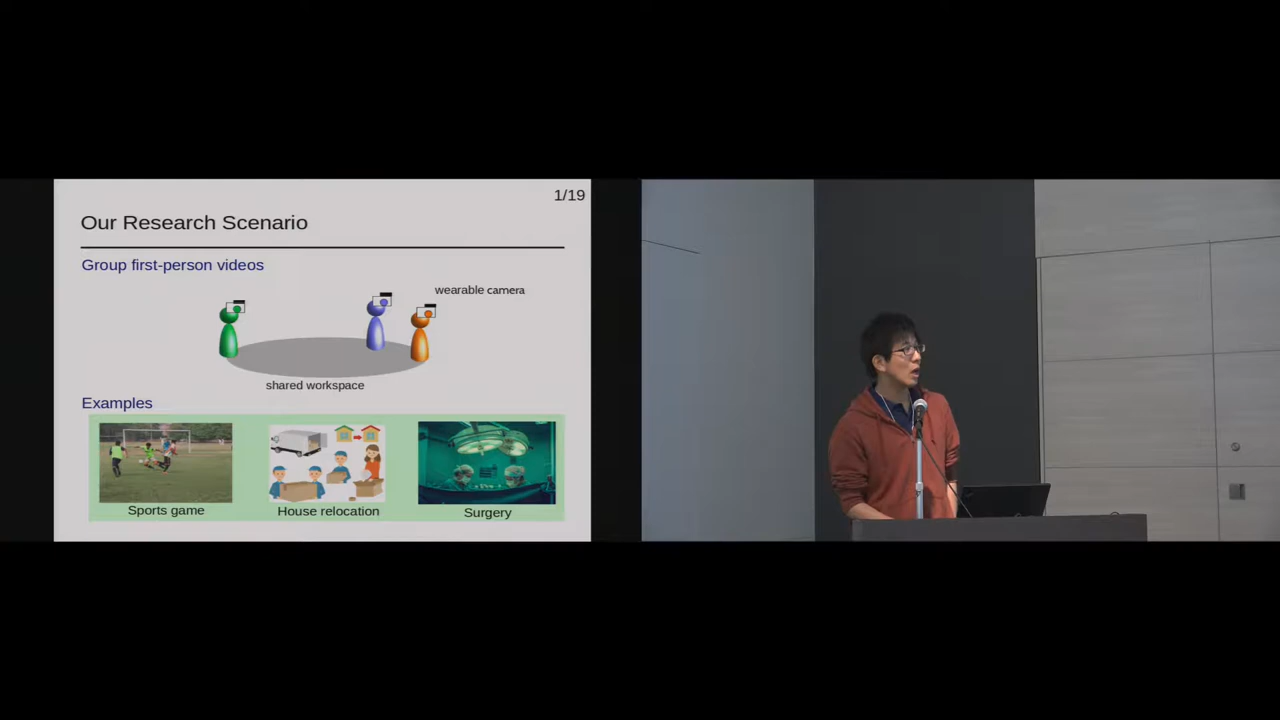 1/19
Our Research Scenario
Group first-person videos
wearable camera
shared workspace
Examples
Sports game
House relocation
Surgery